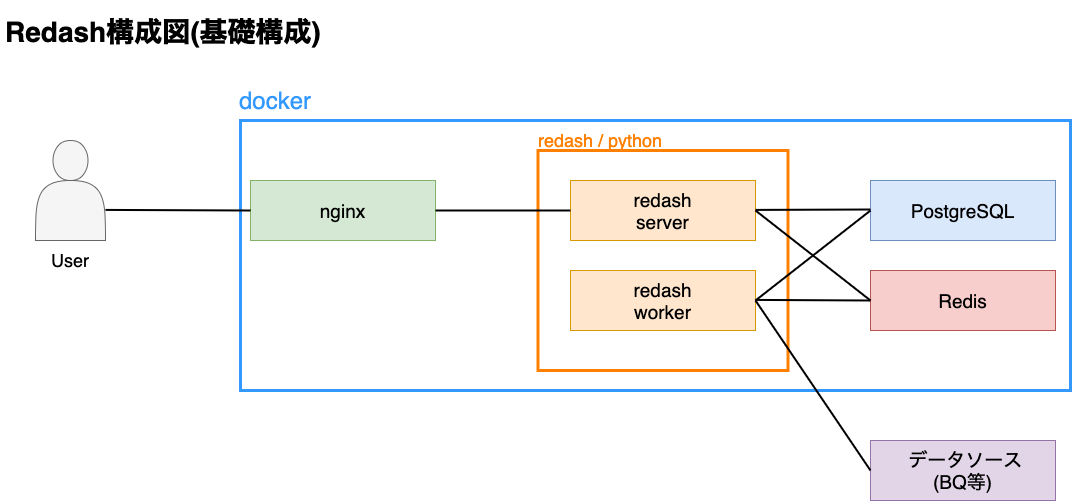 Redash構成図(基礎構成)
docker
redash / python
User
nginx
redash
server
redash
worker
PostgreSQL
Redis
データソース
(BQ等)